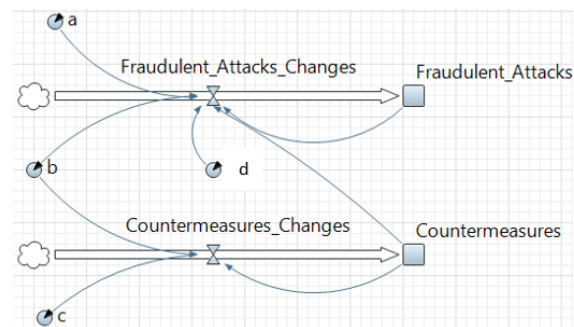 a
Fraudulent_Attacks_Changes
Fraudulent_Attacks
b
d
Countermeasures_Changes
Countermeasures
c